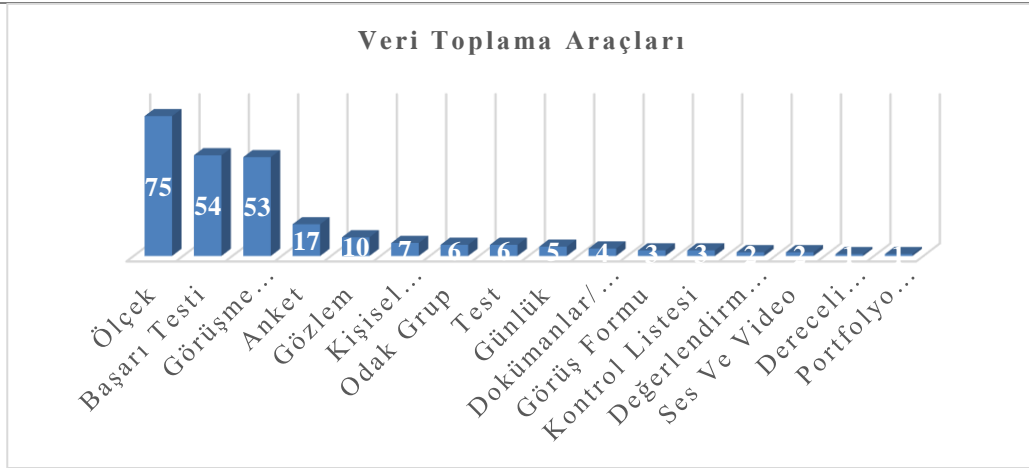 Veri Toplama Araçları
75
54
53
17
10
7
6
6
5
4
3
3
2
2
1
1
Ölçek
Başarı Testi
Görüşme...
Anket
Gözlem
Kişisel...
Odak Grup
Test
Günlük
Dokümanlar/...
Görüş Formu
Kontrol Listesi
Değerlendirm...
Ses Ve Video
Dereceli...
Portfolyo...